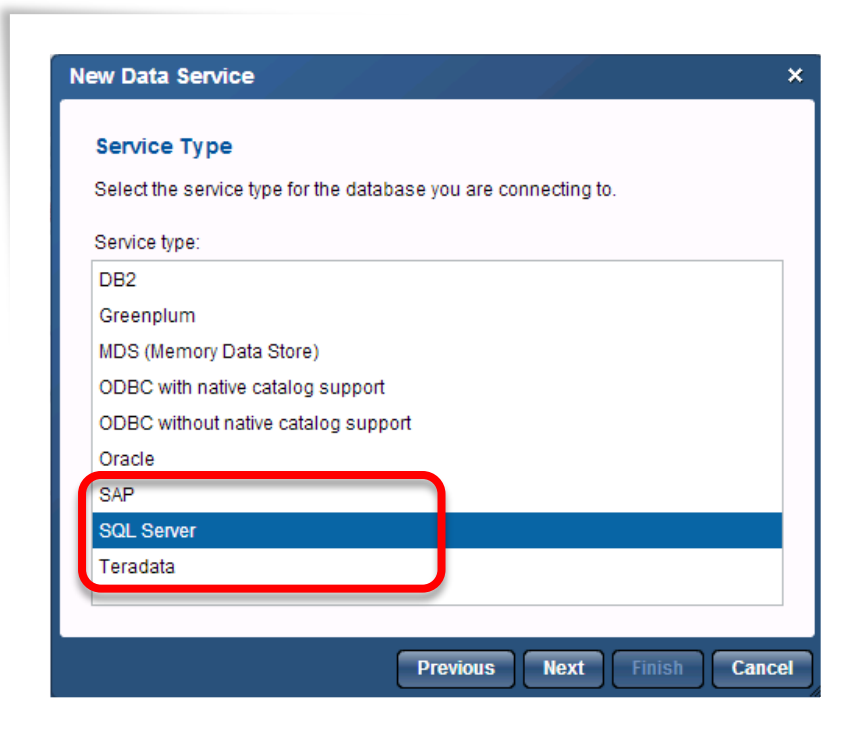 New Data Service ×
Service Type
Select the service type for the database you are connecting to.
Service type:
DB2
Greenplum
MDS (Memory Data Store)
ODBC with native catalog support
ODBC without native catalog support
Oracle
SAP
SQL Server
Teradata
Previous Next Finish Cancel